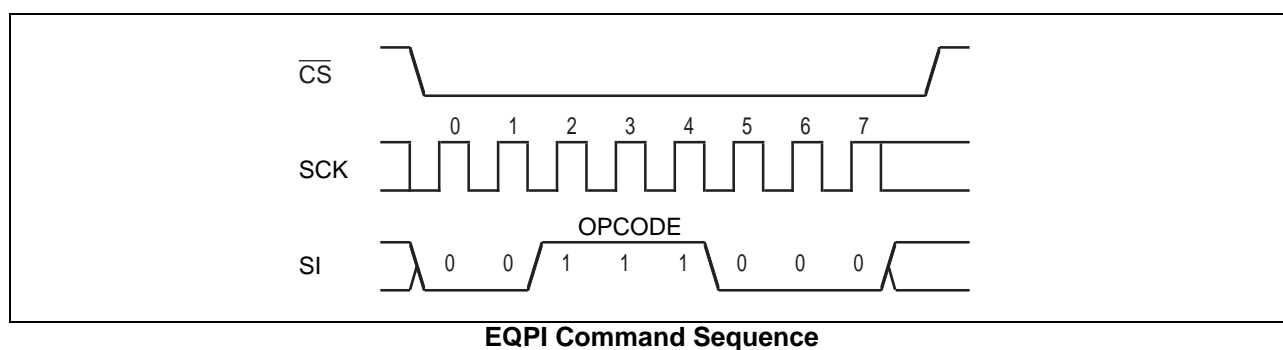 CS
0 1 2 3 4 5 6 7
SCK
OPCODE
SI 0 0 1 1 1 0 0 0
EQPI Command Sequence